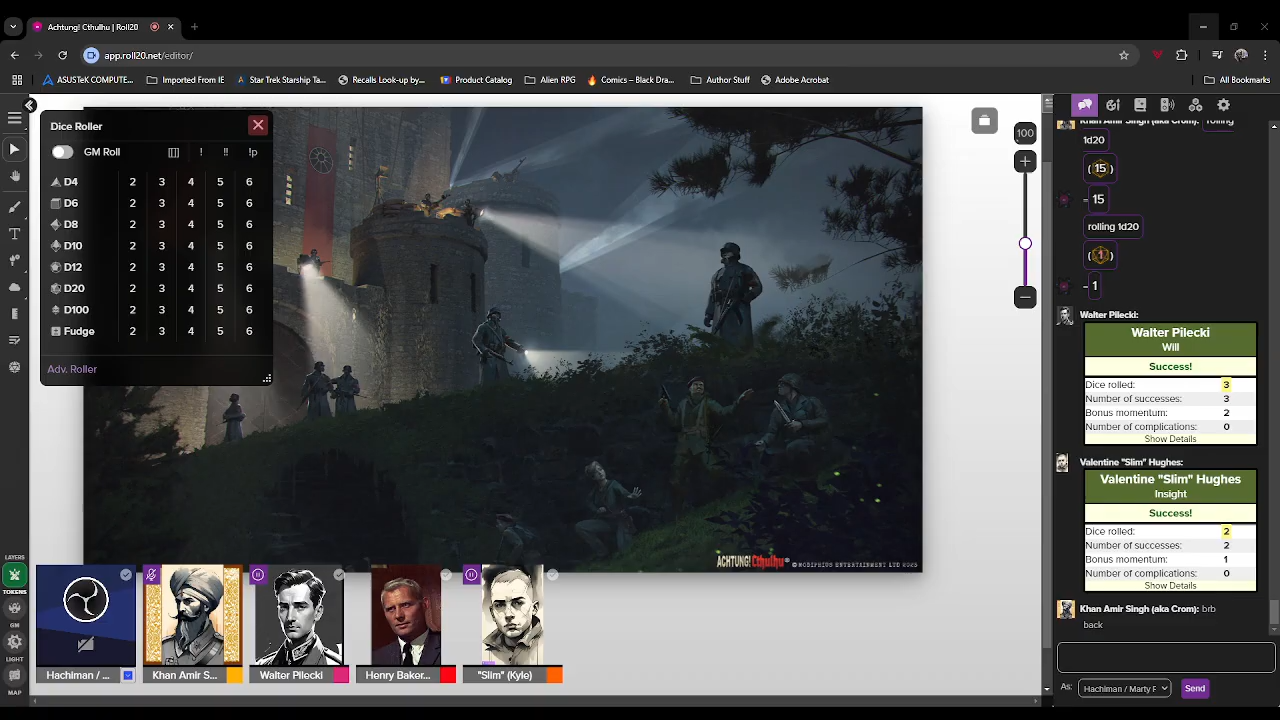 Achtung! Cthulhu | Roll20
app.roll20.net/editor/
ASUSTeK COMPUTE...
Imported From IE
Star Trek Starship Ta...
Recalls Look-up by...
Product Catalog
Alien RPG
Comics – Black Dra...
Author Stuff
Adobe Acrobat
All Bookmarks
Dice Roller
GM Roll ! !! !p
D4 2 3 4 5 6
D6 2 3 4 5 6
D8 2 3 4 5 6
D10 2 3 4 5 6
D12 2 3 4 5 6
D20 2 3 4 5 6
D100 2 3 4 5 6
Fudge 2 3 4 5 6
Adv. Roller
100
ACHTUNG! Cthulhu® © MODIPHIUS ENTERTAINMENT LTD 2025
LAYERS
TOKENS
GM
LIGHT
MAP
Hachiman / ...
Khan Amir S...
Walter Pilecki
Henry Baker...
"Slim" (Kyle)
Khan Amir Singh (aka Crom): rolling
1d20
(15)
= 15
rolling 1d20
(1)
= 1
Walter Pilecki:
Walter Pilecki
Will
Success!
Dice rolled: 3
Number of successes: 3
Bonus momentum: 2
Number of complications: 0
Show Details
Valentine "Slim" Hughes:
Valentine "Slim" Hughes
Insight
Success!
Dice rolled: 2
Number of successes: 2
Bonus momentum: 1
Number of complications: 0
Show Details
Khan Amir Singh (aka Crom): brb
back
As: Hachiman / Marty F
Send